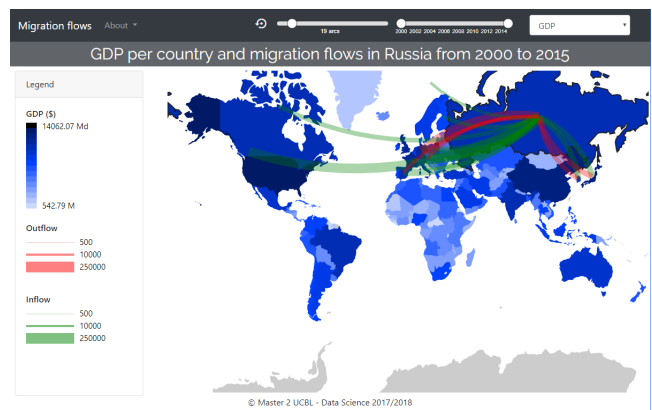 Migration flows About
19 arcs
2000 2002 2004 2006 2008 2010 2012 2014
GDP
GDP per country and migration flows in Russia from 2000 to 2015
Legend
GDP ($)
14062.07 Md
542.79 M
Outflow
500
10000
250000
Inflow
500
10000
250000
© Master 2 UCBL - Data Science 2017/2018